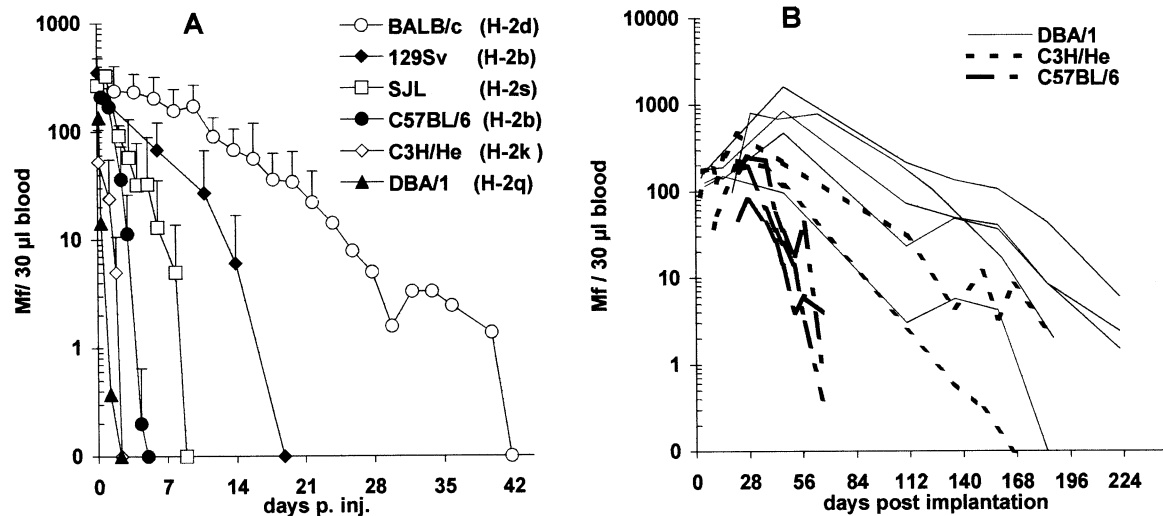 A
1000
100
10
1
0
Mf/ 30 µl blood
0 7 14 21 28 35 42
days p. inj.
BALB/c (H-2d)
129Sv (H-2b)
SJL (H-2s)
C57BL/6 (H-2b)
C3H/He (H-2k )
DBA/1 (H-2q)
B
10000
1000
100
10
1
0
Mf / 30 µl blood
0 28 56 84 112 140 168 196 224
days post implantation
DBA/1
C3H/He
C57BL/6